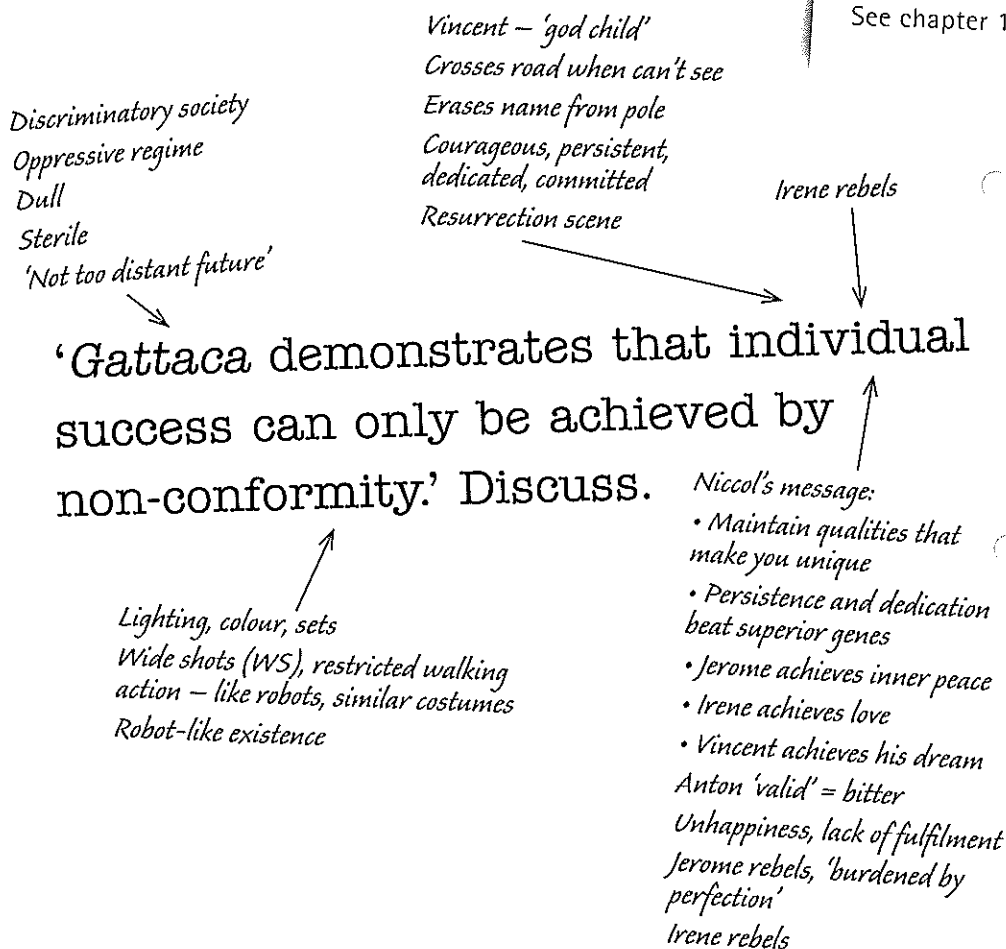 See chapter 1
Vincent – 'god child'
Crosses road when can't see
Erases name from pole
Courageous, persistent,
dedicated, committed
Resurrection scene
Discriminatory society
Oppressive regime
Dull
Sterile
'Not too distant future'
Irene rebels
'Gattaca demonstrates that individual
success can only be achieved by
non-conformity.' Discuss.
Lighting, colour, sets
Wide shots (WS), restricted walking
action – like robots, similar costumes
Robot-like existence
Niccol's message:
• Maintain qualities that
make you unique
• Persistence and dedication
beat superior genes
• Jerome achieves inner peace
• Irene achieves love
• Vincent achieves his dream
Anton 'valid' = bitter
Unhappiness, lack of fulfilment
Jerome rebels, 'burdened by
perfection'
Irene rebels